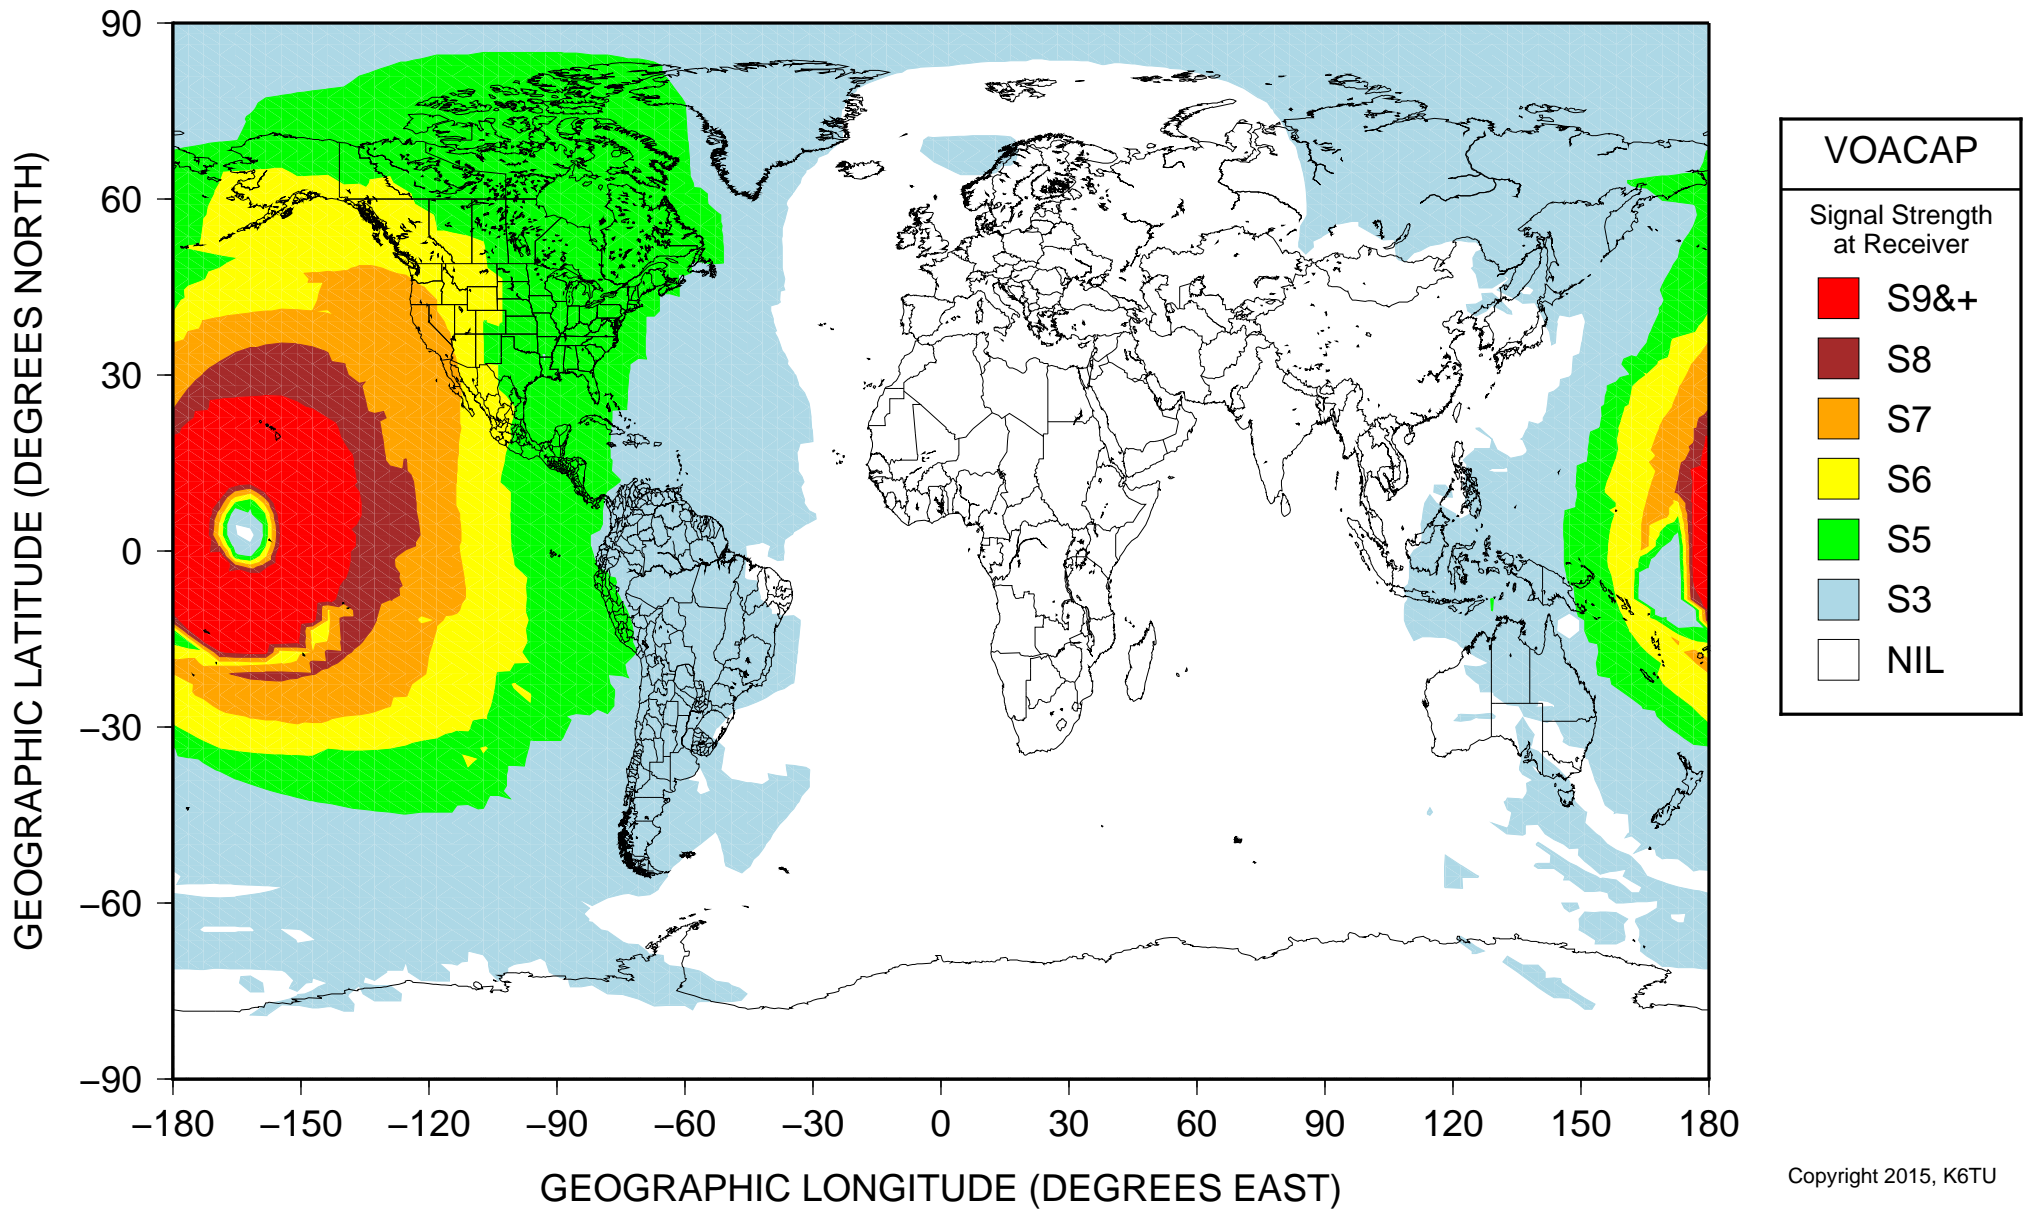 90
60
30
0
−30
−60
−90
GEOGRAPHIC LATITUDE (DEGREES NORTH)
−180 −150 −120 −90 −60 −30 0 30 60 90 120 150 180
GEOGRAPHIC LONGITUDE (DEGREES EAST)
VOACAP
Signal Strength
at Receiver
S9&+
S8
S7
S6
S5
S3
NIL
Copyright 2015, K6TU